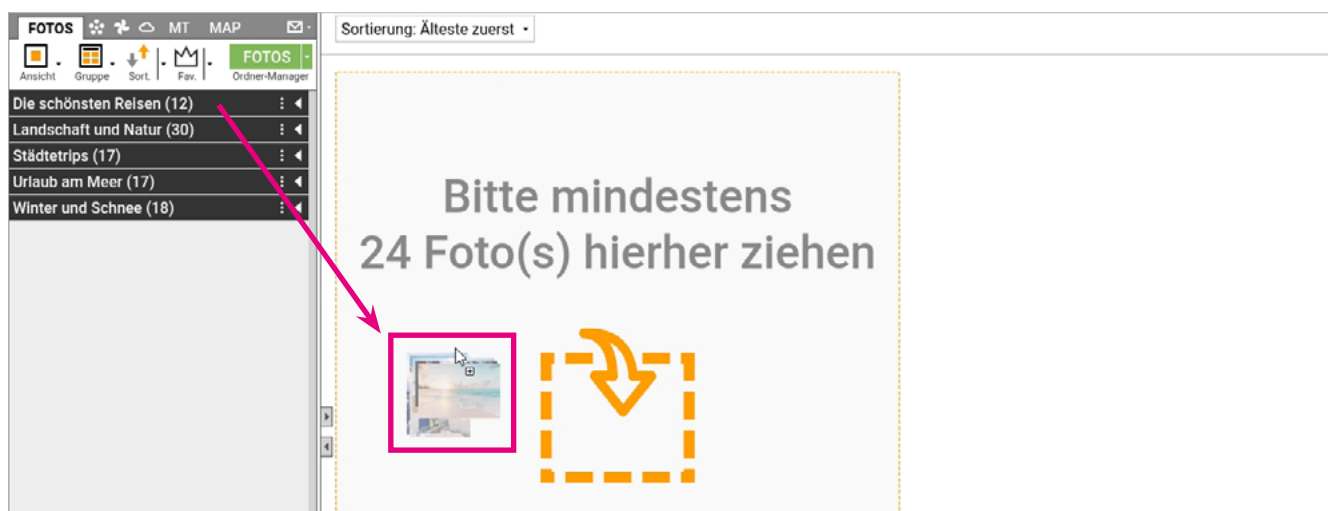 FOTOS MT MAP
Ansicht Gruppe Sort. Fav. FOTOS
Ordner-Manager
Die schönsten Reisen (12)
Landschaft und Natur (30)
Städtetrips (17)
Urlaub am Meer (17)
Winter und Schnee (18)
Sortierung: Älteste zuerst
Bitte mindestens
24 Foto(s) hierher ziehen